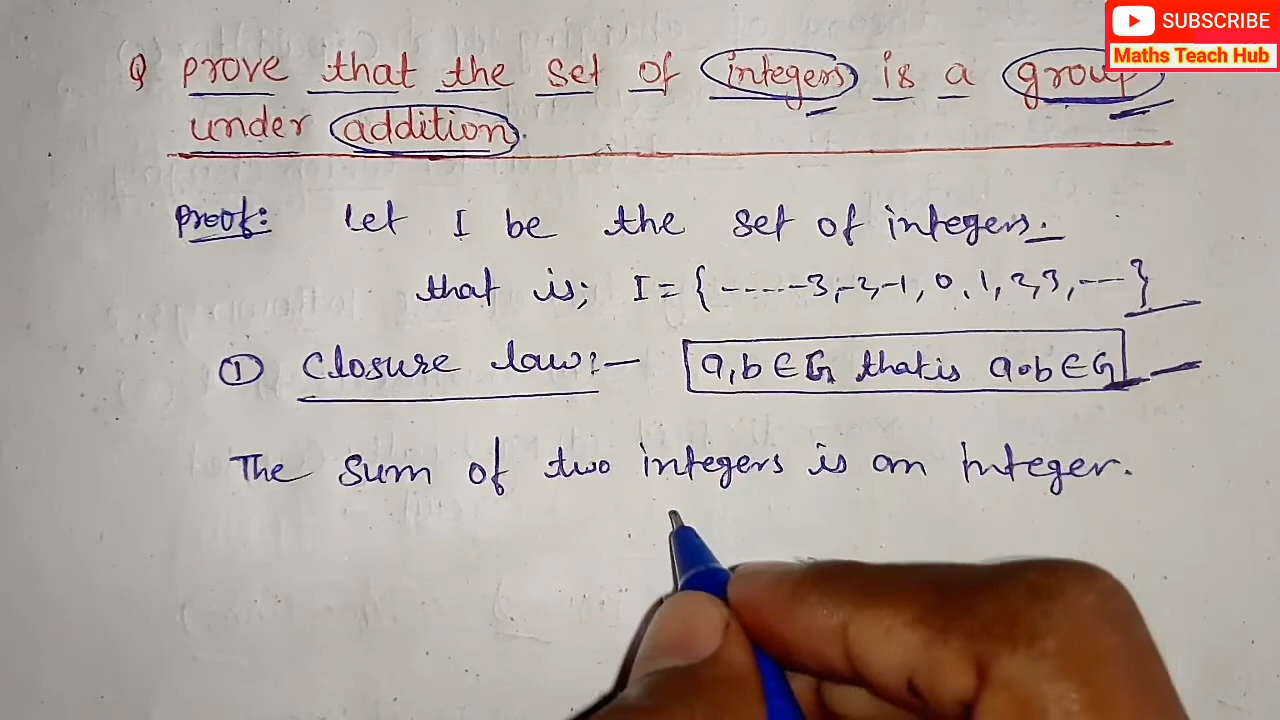 SUBSCRIBE
Maths Teach Hub
Q prove that the set of integers is a group
under addition.
Proof: Let I be the set of integers.
that is; I = { -----3,-2,-1, 0, 1, 2, 3, --- }
① Closure law:- a, b ∈ G that is a∘b ∈ G
The sum of two integers is an integer.